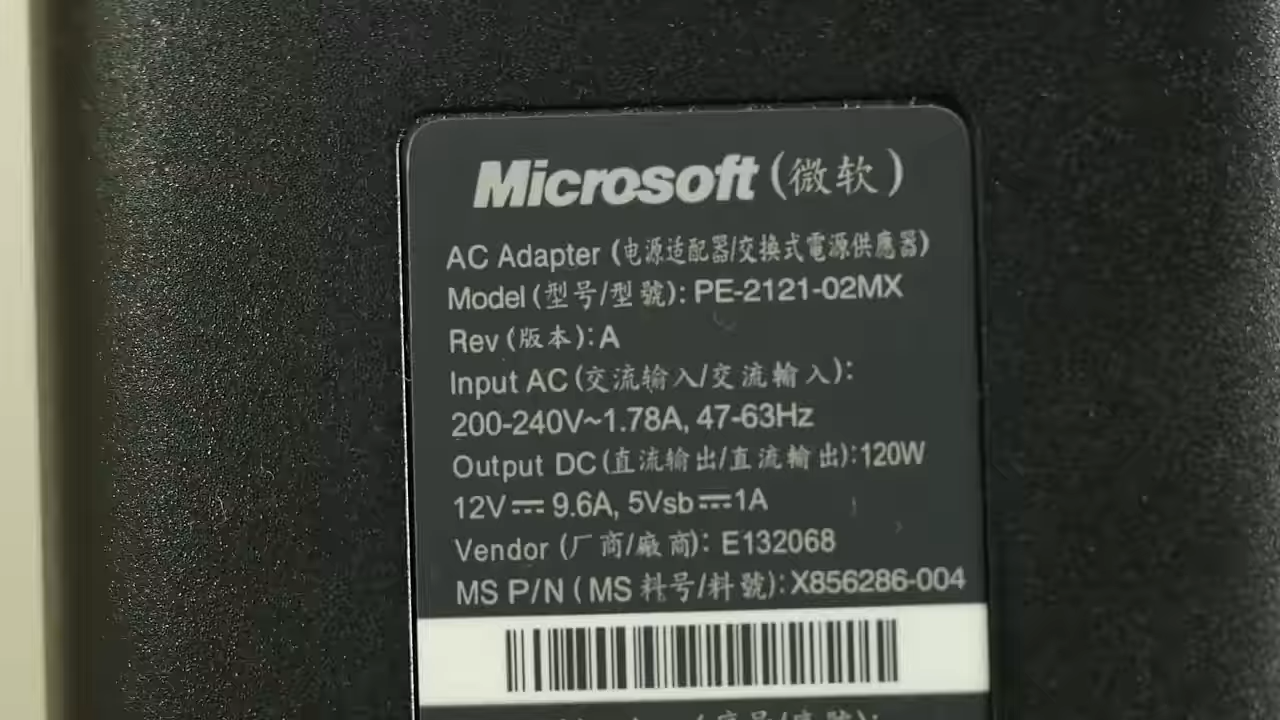 Microsoft (微软)
AC Adapter (电源适配器/交換式電源供應器)
Model (型号/型號): PE-2121-02MX
Rev (版本): A
Input AC (交流输入/交流輸入):
200-240V~1.78A, 47-63Hz
Output DC (直流输出/直流輸出): 120W
12V⎓9.6A, 5Vsb⎓1A
Vendor (厂商/廠商): E132068
MS P/N (MS 料号/料號): X856286-004